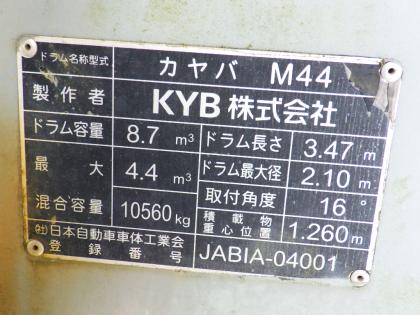 ドラム名称型式 カヤバ M44
製作者 KYB株式会社
ドラム容量 8.7 m³ ドラム長さ 3.47 m
最大 4.4 m³ ドラム最大径 2.10 m
混合容量 10560 kg 取付角度 16°
積載物重心位置 1.260 m
(社)日本自動車車体工業会
登録番号 JABIA-04001